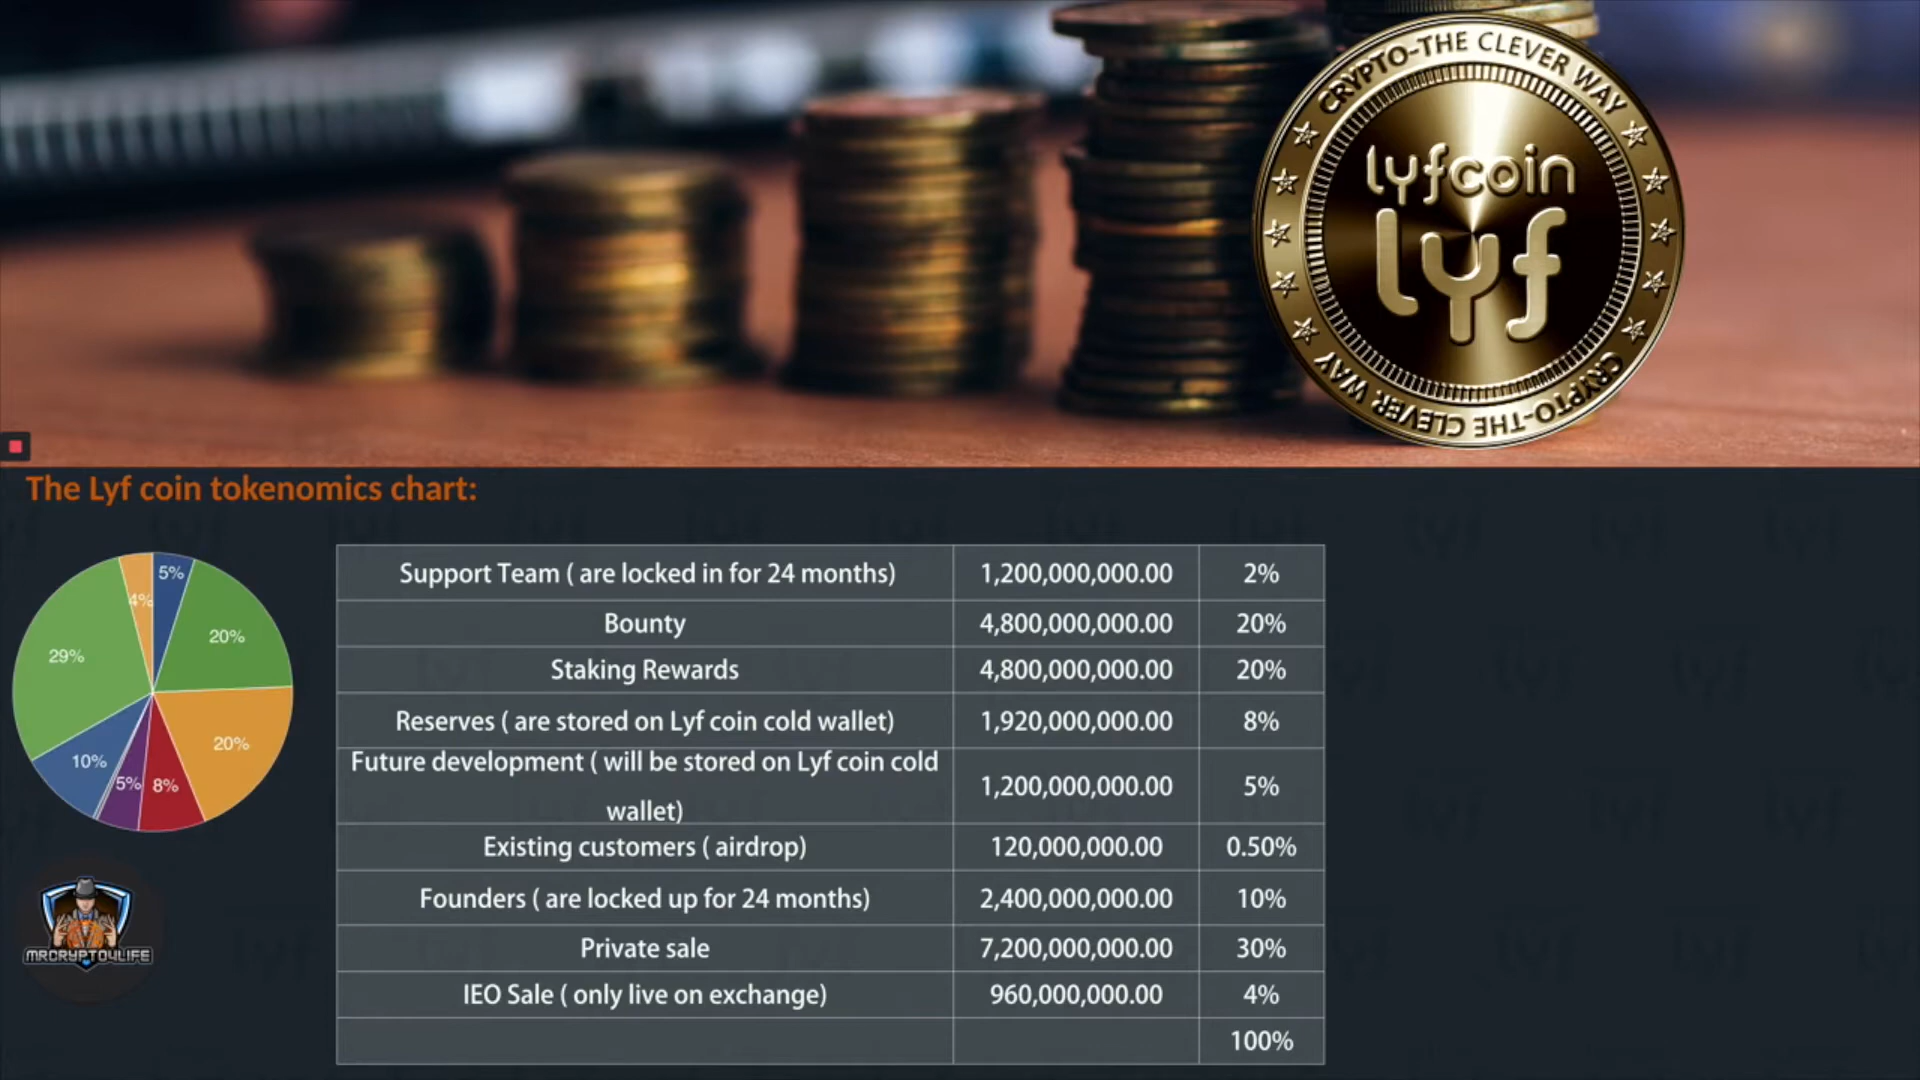 CRYPTO-THE CLEVER WAY
lyfcoin
lyf
CRYPTO-THE CLEVER WAY
The Lyf coin tokenomics chart:
5%
4%
20%
29%
20%
10%
5%
8%
Support Team ( are locked in for 24 months) 1,200,000,000.00 2%
Bounty 4,800,000,000.00 20%
Staking Rewards 4,800,000,000.00 20%
Reserves ( are stored on Lyf coin cold wallet) 1,920,000,000.00 8%
Future development ( will be stored on Lyf coin cold
wallet) 1,200,000,000.00 5%
Existing customers ( airdrop) 120,000,000.00 0.50%
Founders ( are locked up for 24 months) 2,400,000,000.00 10%
Private sale 7,200,000,000.00 30%
IEO Sale ( only live on exchange) 960,000,000.00 4%
100%
MRCRYPTO4LIFE